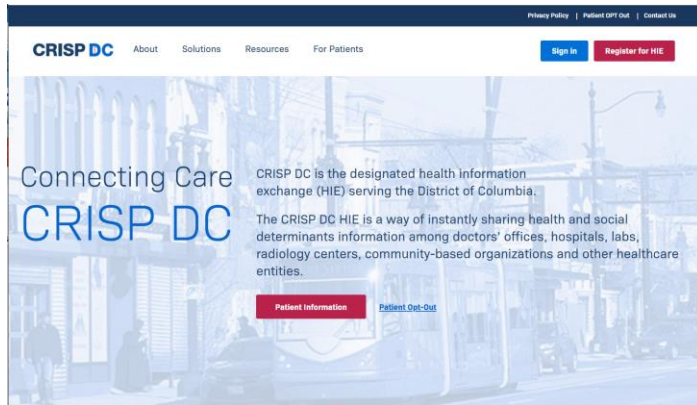 Privacy Policy | Patient OPT Out | Contact Us
CRISP DC About Solutions Resources For Patients Sign in Register for HIE
Connecting Care
CRISP DC
CRISP DC is the designated health information
exchange (HIE) serving the District of Columbia.
The CRISP DC HIE is a way of instantly sharing health and social
determinants information among doctors' offices, hospitals, labs,
radiology centers, community-based organizations and other healthcare
entities.
Patient Information Patient Opt-Out